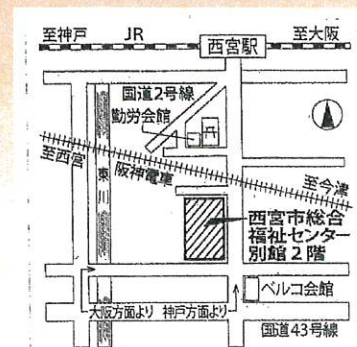 至神戸 JR 西宮駅 至大阪
国道2号線
勤労会館
至西宮
東川
阪神電車
至今津
西宮市総合
福祉センター
別館2階
ベルコ会館
大阪方面より 神戸方面より
国道43号線